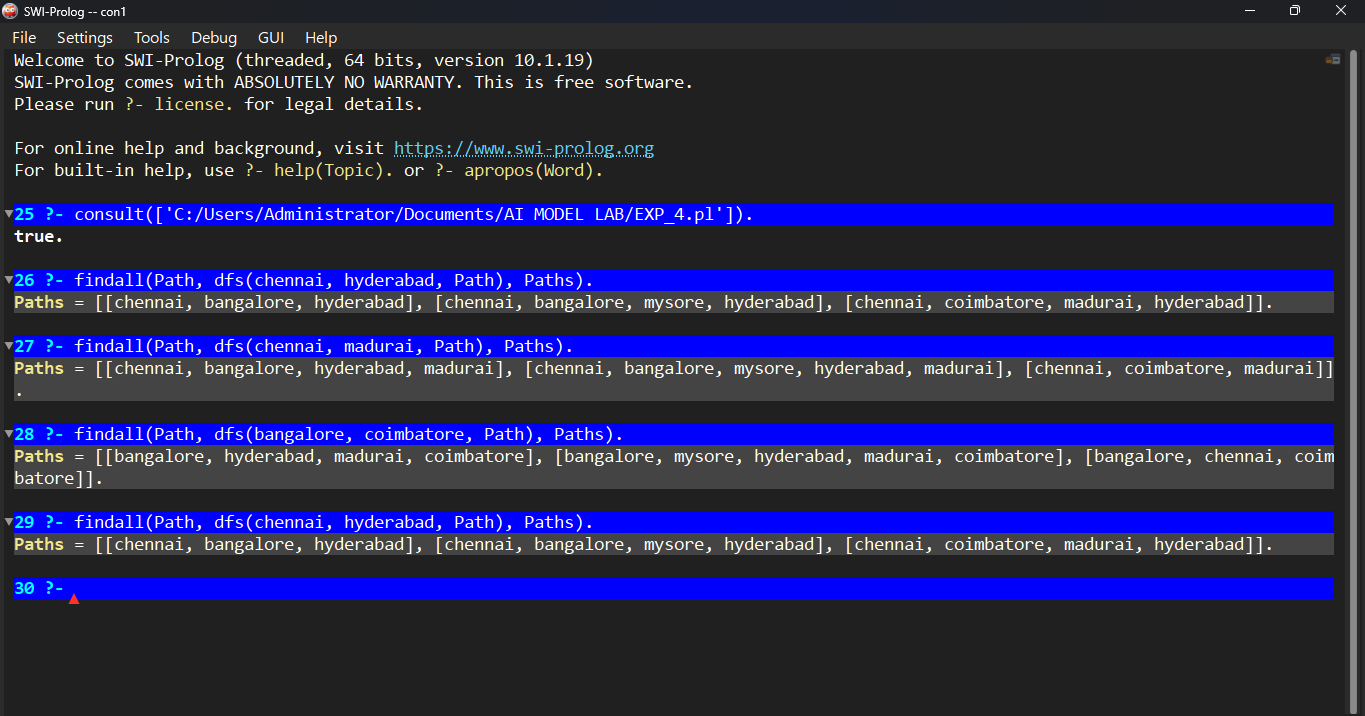 SWI-Prolog -- con1
File Settings Tools Debug GUI Help
Welcome to SWI-Prolog (threaded, 64 bits, version 10.1.19)
SWI-Prolog comes with ABSOLUTELY NO WARRANTY. This is free software.
Please run ?- license. for legal details.
For online help and background, visit https://www.swi-prolog.org
For built-in help, use ?- help(Topic). or ?- apropos(Word).
25 ?- consult(['C:/Users/Administrator/Documents/AI MODEL LAB/EXP_4.pl']).
true.
26 ?- findall(Path, dfs(chennai, hyderabad, Path), Paths).
Paths = [[chennai, bangalore, hyderabad], [chennai, bangalore, mysore, hyderabad], [chennai, coimbatore, madurai, hyderabad]].
27 ?- findall(Path, dfs(chennai, madurai, Path), Paths).
Paths = [[chennai, bangalore, hyderabad, madurai], [chennai, bangalore, mysore, hyderabad, madurai], [chennai, coimbatore, madurai]]
.
28 ?- findall(Path, dfs(bangalore, coimbatore, Path), Paths).
Paths = [[bangalore, hyderabad, madurai, coimbatore], [bangalore, mysore, hyderabad, madurai, coimbatore], [bangalore, chennai, coim
batore]].
29 ?- findall(Path, dfs(chennai, hyderabad, Path), Paths).
Paths = [[chennai, bangalore, hyderabad], [chennai, bangalore, mysore, hyderabad], [chennai, coimbatore, madurai, hyderabad]].
30 ?-